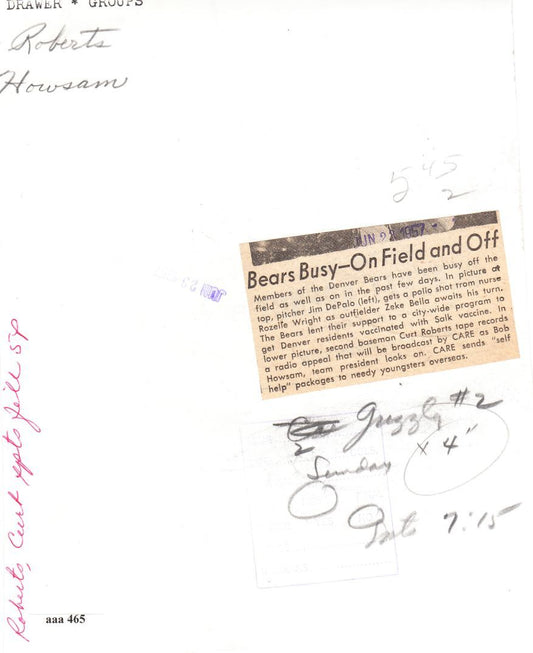 DRAWER * GROUPS
Roberts
Howsam
545
2
JUN 23 1957
Bears Busy—On Field and Off
Members of the Denver Bears have been busy off the
field as well as on in the past few days. In picture at
top, pitcher Jim DePalo (left), gets a polio shot from nurse
Rozelle Wright as outfielder Zeke Bella awaits his turn.
The Bears lent their support to a city-wide program to
get Denver residents vaccinated with Salk vaccine. In
lower picture, second baseman Curt Roberts tape records
a radio appeal that will be broadcast by CARE as Bob
Howsam, team president looks on. CARE sends "self
help" packages to needy youngsters overseas.
Grizzly #2
2
x 4"
Sunday
7:15
Roberts, Curt
aaa 465